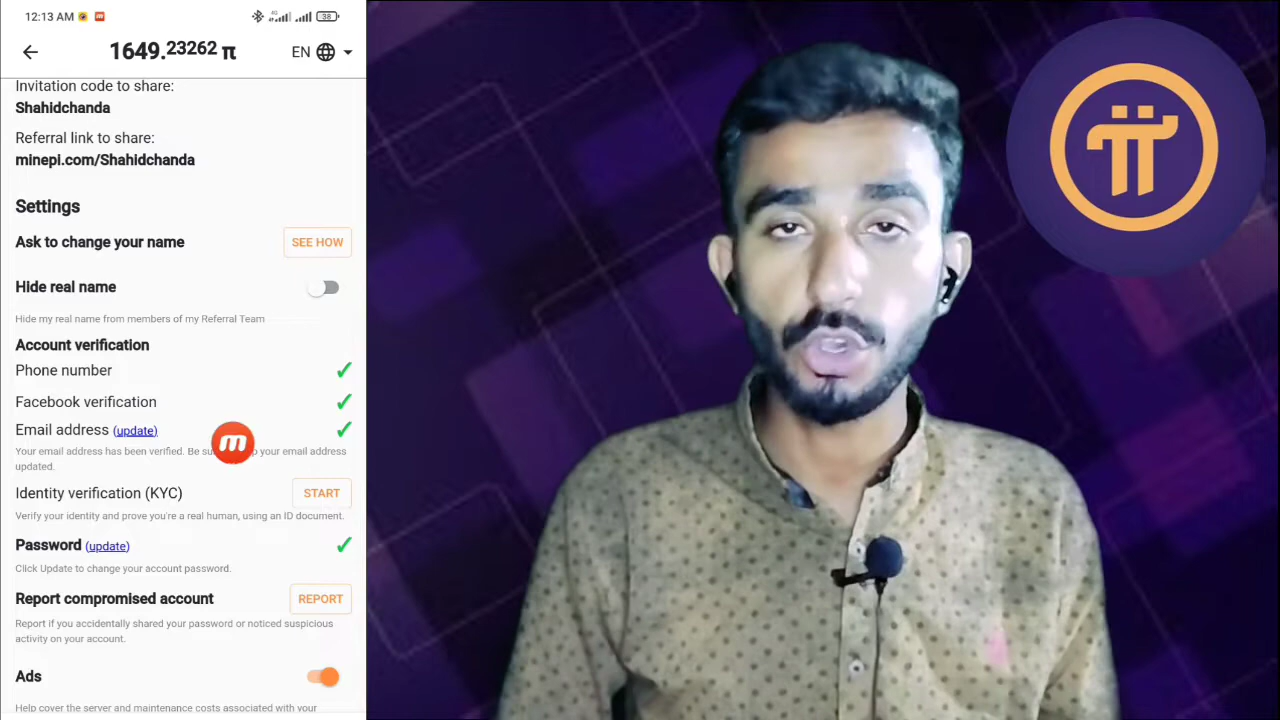 12:13 AM
4G
38
1649.23262 π
EN
Invitation code to share:
Shahidchanda
Referral link to share:
minepi.com/Shahidchanda
Settings
Ask to change your name
SEE HOW
Hide real name
Hide my real name from members of my Referral Team
Account verification
Phone number
Facebook verification
Email address (update)
Your email address has been verified. Be p your email address
updated.
Identity verification (KYC)
START
Verify your identity and prove you're a real human, using an ID document.
Password (update)
Click Update to change your account password.
Report compromised account
REPORT
Report if you accidentally shared your password or noticed suspicious
activity on your account.
Ads
Help cover the server and maintenance costs associated with your